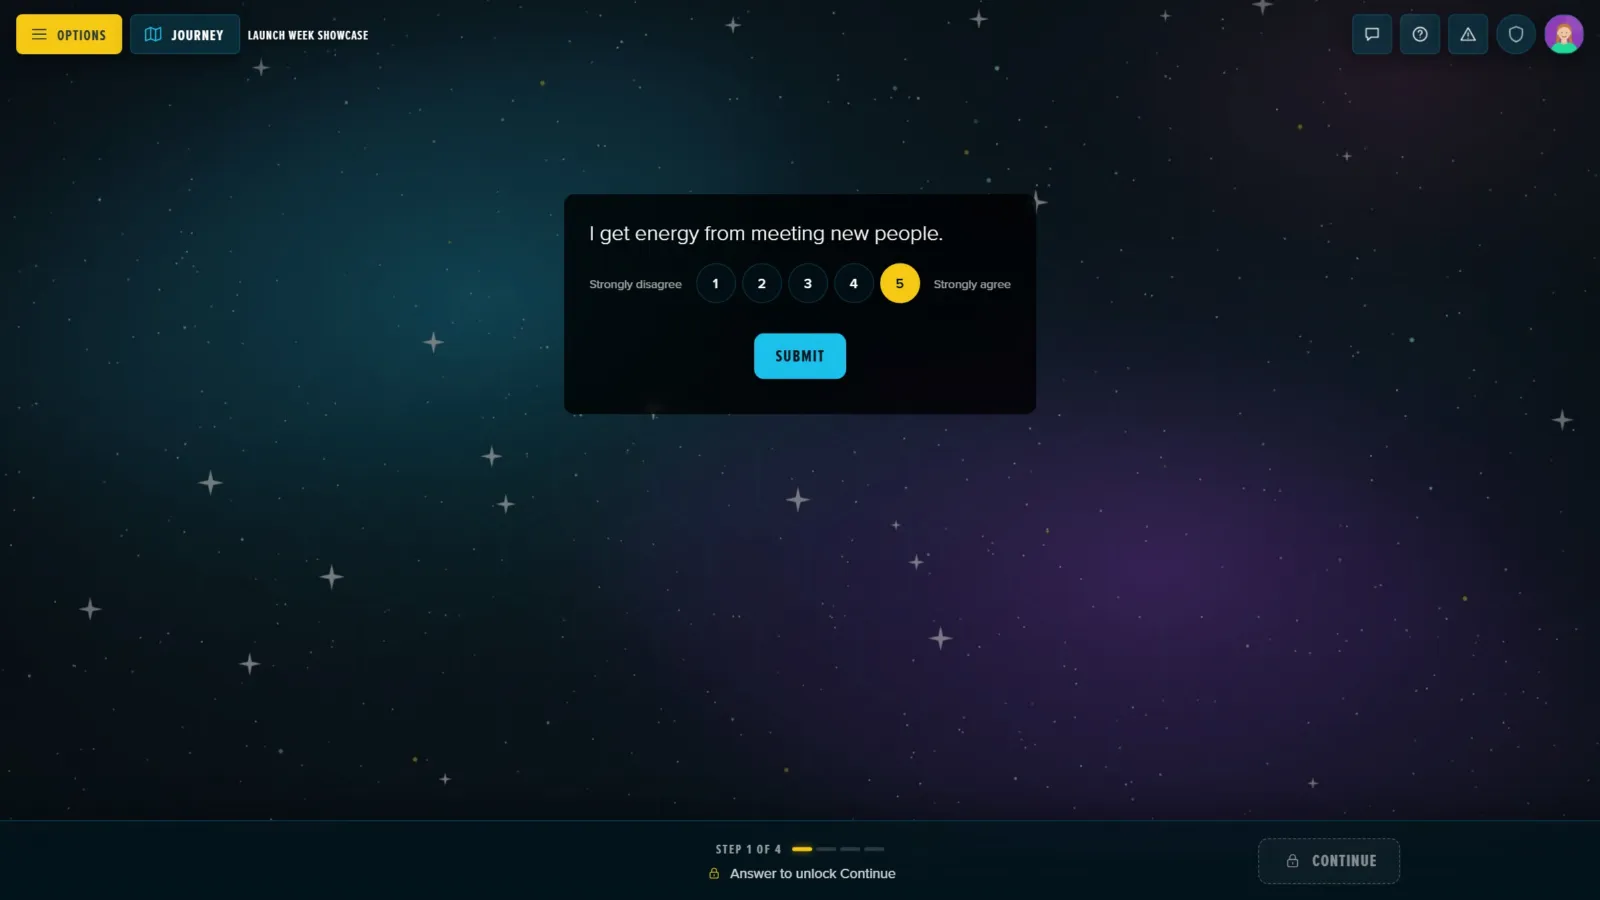 OPTIONS
JOURNEY
LAUNCH WEEK SHOWCASE
I get energy from meeting new people.
Strongly disagree 1 2 3 4 5 Strongly agree
SUBMIT
STEP 1 OF 4
Answer to unlock Continue
CONTINUE